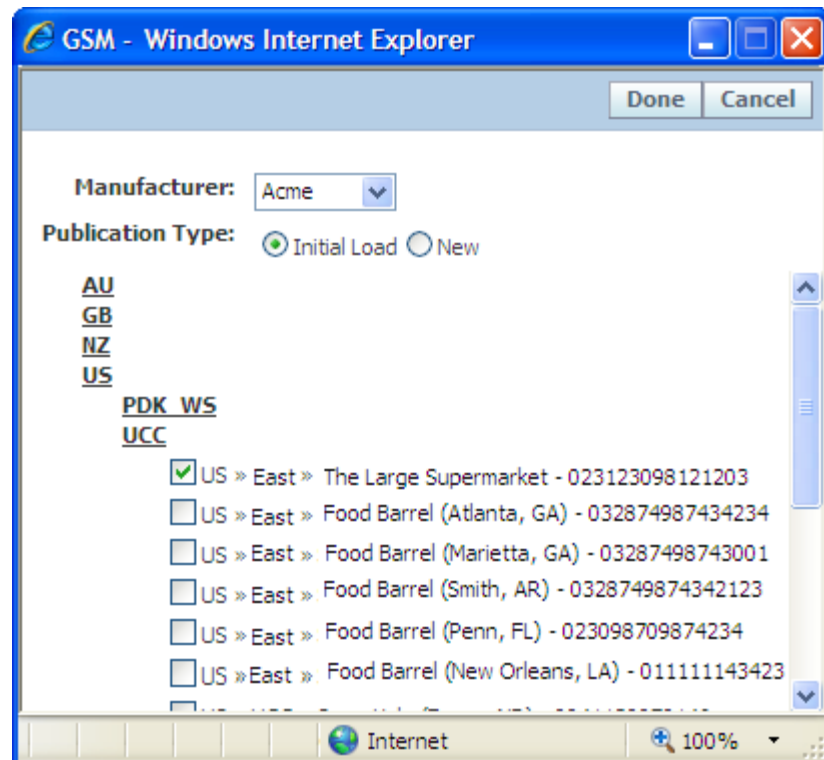 GSM - Windows Internet Explorer
Done Cancel
Manufacturer: Acme
Publication Type: Initial Load New
AU
GB
NZ
US
PDK WS
UCC
US » East » The Large Supermarket - 023123098121203
US » East » Food Barrel (Atlanta, GA) - 032874987434234
US » East » Food Barrel (Marietta, GA) - 03287498743001
US » East » Food Barrel (Smith, AR) - 0328749874342123
US » East » Food Barrel (Penn, FL) - 023098709874234
US » East » Food Barrel (New Orleans, LA) - 011111143423
Internet 100%